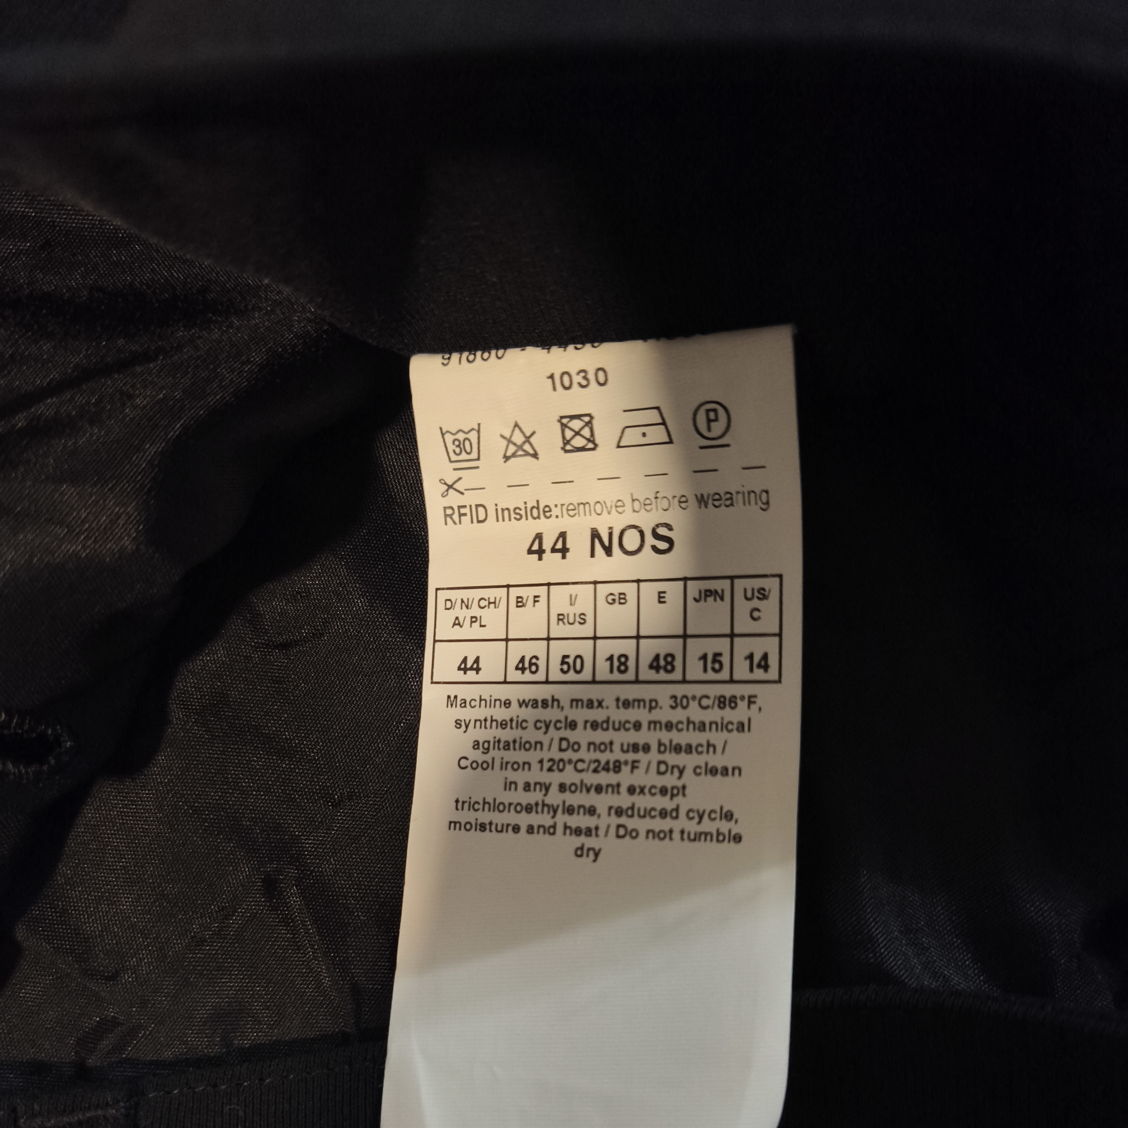 1030
30
P
RFID inside:remove before wearing
44 NOS
D/ N/ CH/ A/ PL B/ F I/ RUS GB E JPN US/ C
44 46 50 18 48 15 14
Machine wash, max. temp. 30°C/86°F,
synthetic cycle reduce mechanical
agitation / Do not use bleach /
Cool iron 120°C/248°F / Dry clean
in any solvent except
trichloroethylene, reduced cycle,
moisture and heat / Do not tumble
dry